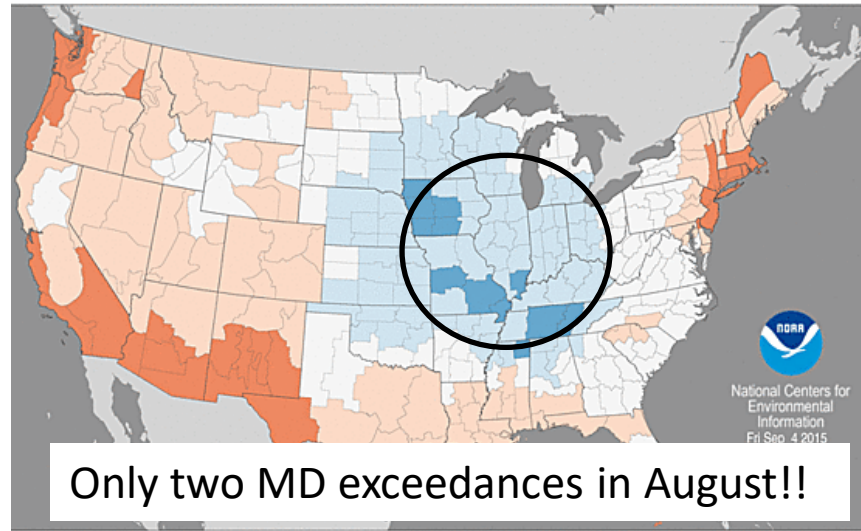 NOAA
National Centers for
Environmental
Information
Fri Sep 4 2015
Only two MD exceedances in August!!